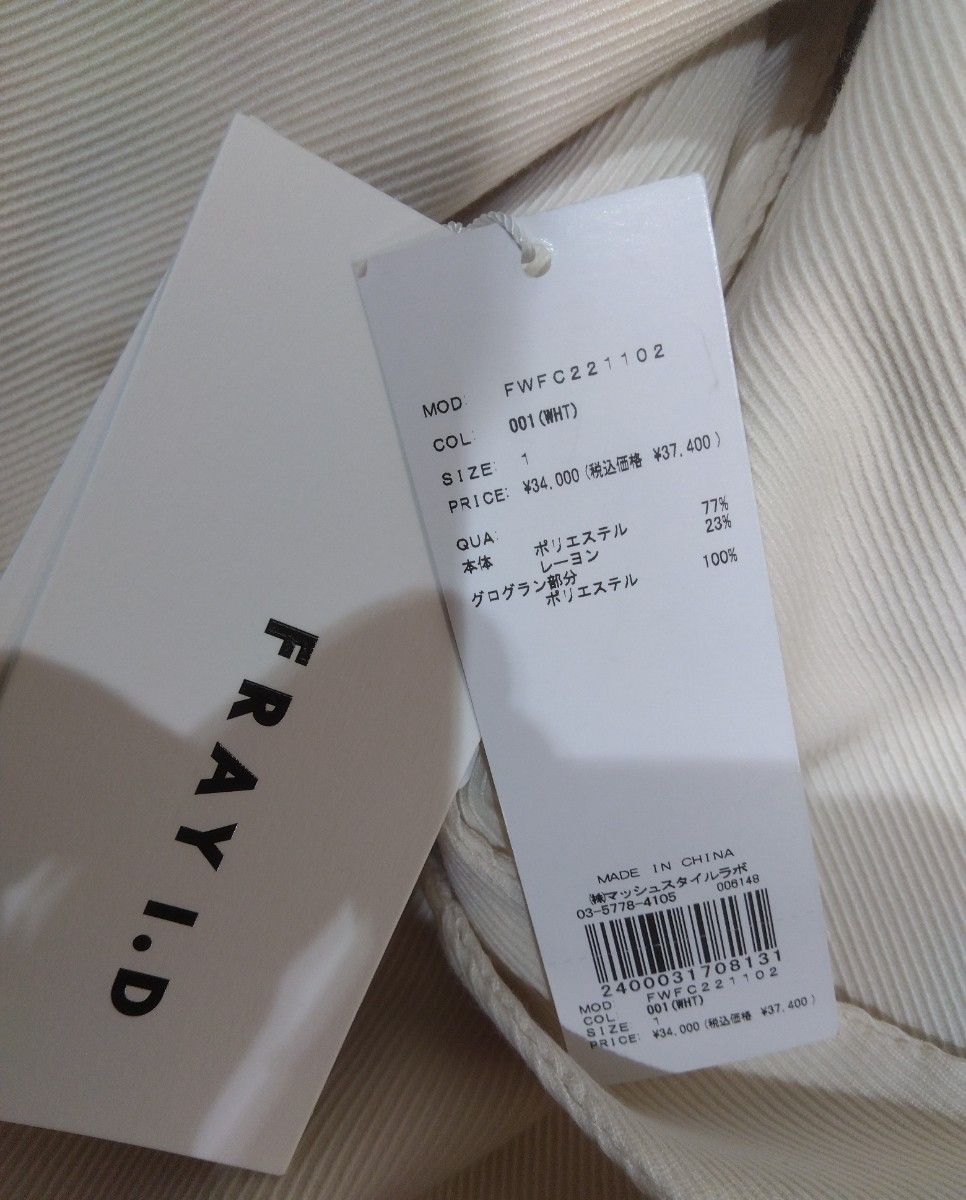 FRAY I.D
MOD: FWFC221102
COL: 001(WHT)
SIZE: 1
PRICE: ¥34,000(税込価格 ¥37,400)
QUA: 77%
本体 ポリエステル 23%
レーヨン
グログラン部分 100%
ポリエステル
MADE IN CHINA
㈱マッシュスタイルラボ
03-5778-4105 006148
2400031708131
MOD: FWFC221102
COL: 001(WHT)
SIZE 1
PRICE: ¥34,000(税込価格 ¥37,400)